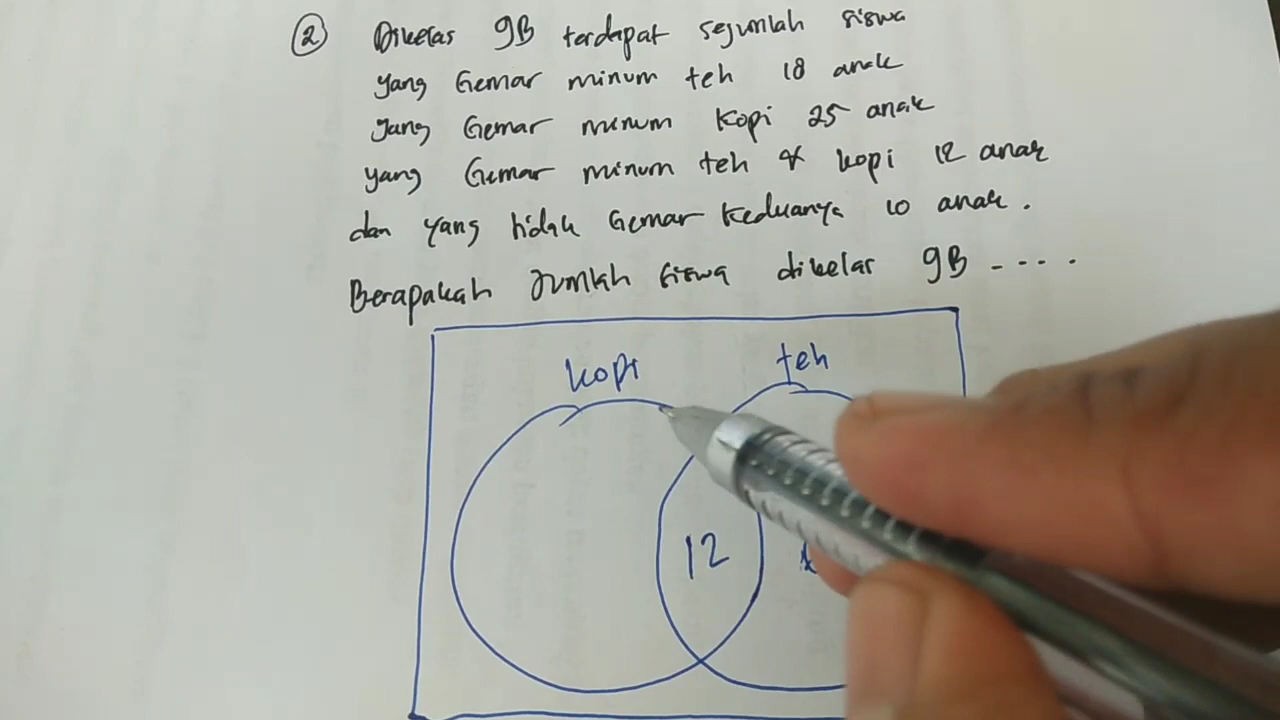 ② Dikelas 9B terdapat sejumlah siswa
yang Gemar minum teh 18 anak
yang Gemar minum kopi 25 anak
yang Gemar minum teh & kopi 12 anak
dan yang tidak Gemar keduanya 10 anak.
Berapakah Jumlah siswa dikelas 9B ----.
kopi teh
12